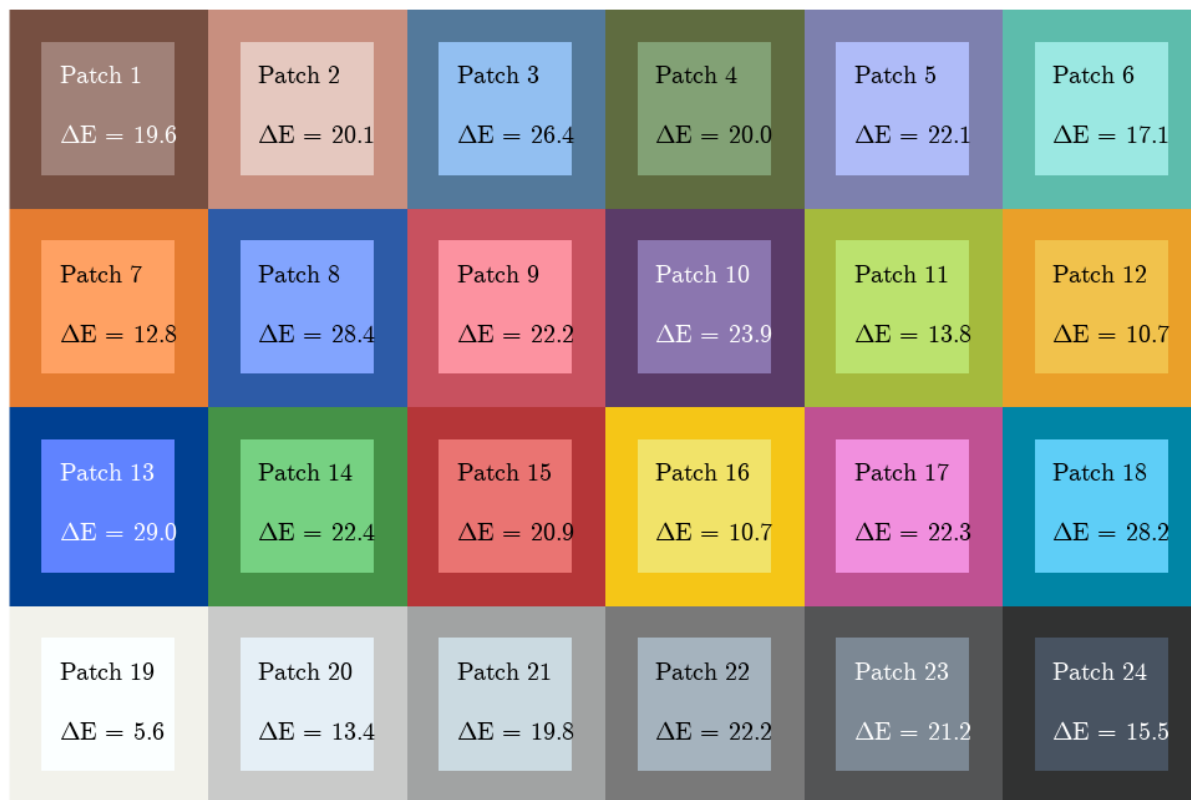 Patch 1
ΔE = 19.6
Patch 2
ΔE = 20.1
Patch 3
ΔE = 26.4
Patch 4
ΔE = 20.0
Patch 5
ΔE = 22.1
Patch 6
ΔE = 17.1
Patch 7
ΔE = 12.8
Patch 8
ΔE = 28.4
Patch 9
ΔE = 22.2
Patch 10
ΔE = 23.9
Patch 11
ΔE = 13.8
Patch 12
ΔE = 10.7
Patch 13
ΔE = 29.0
Patch 14
ΔE = 22.4
Patch 15
ΔE = 20.9
Patch 16
ΔE = 10.7
Patch 17
ΔE = 22.3
Patch 18
ΔE = 28.2
Patch 19
ΔE = 5.6
Patch 20
ΔE = 13.4
Patch 21
ΔE = 19.8
Patch 22
ΔE = 22.2
Patch 23
ΔE = 21.2
Patch 24
ΔE = 15.5